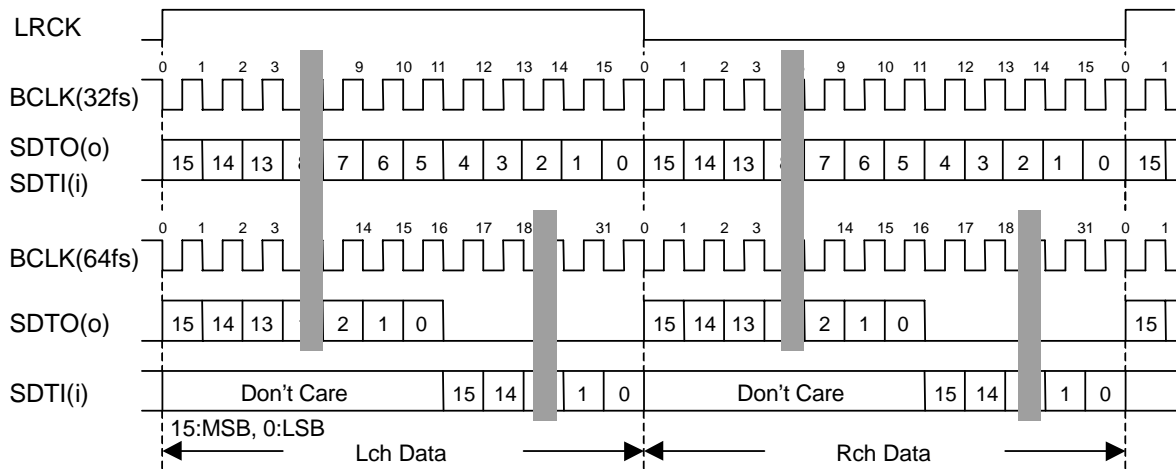 LRCK
0 1 2 3 9 10 11 12 13 14 15 0 1 2 3 9 10 11 12 13 14 15 0 1
BCLK(32fs)
SDTO(o)
15 14 13 7 6 5 4 3 2 1 0 15 14 13 7 6 5 4 3 2 1 0 15
SDTI(i)
0 1 2 3 14 15 16 17 18 31 0 1 2 3 14 15 16 17 18 31 0 1
BCLK(64fs)
SDTO(o) 15 14 13 2 1 0 15 14 13 2 1 0 15
SDTI(i) Don't Care 15 14 1 0 Don't Care 15 14 1 0
15:MSB, 0:LSB
Lch Data Rch Data